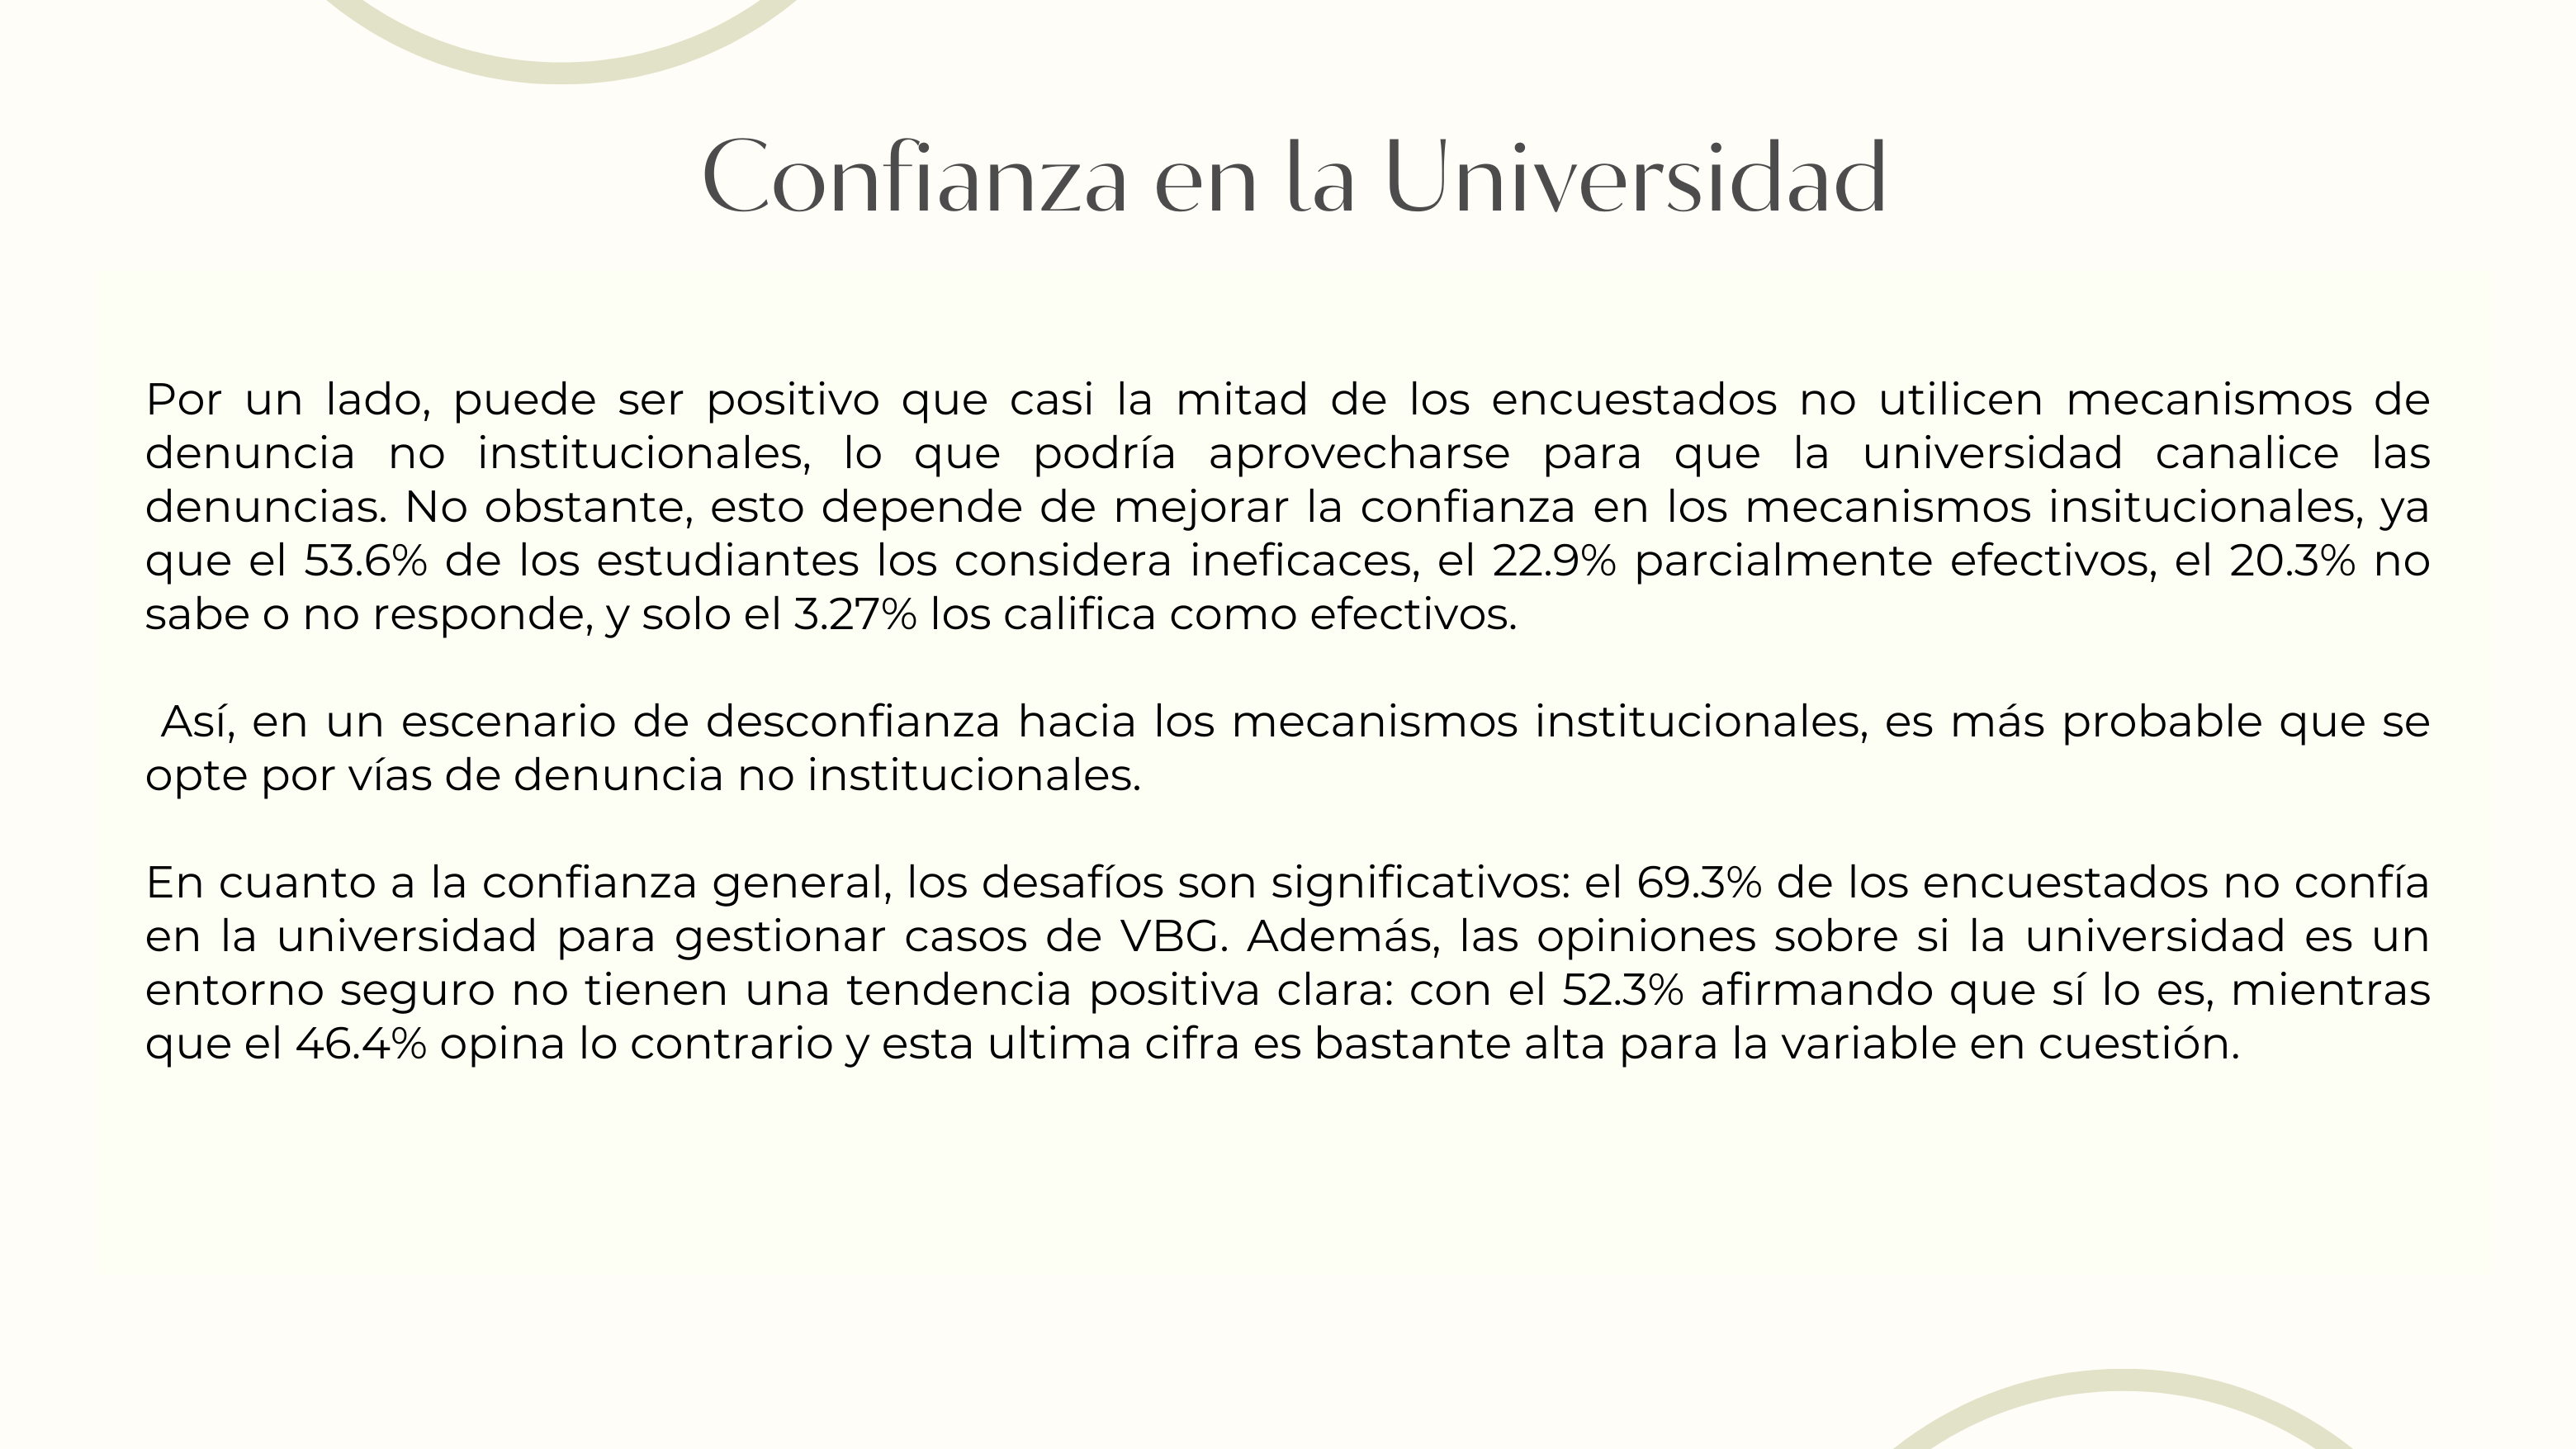 Confianza en la Universidad
Por un lado, puede ser positivo que casi la mitad de los encuestados no utilicen mecanismos de
denuncia no institucionales, lo que podría aprovecharse para que la universidad canalice las
denuncias. No obstante, esto depende de mejorar la confianza en los mecanismos insitucionales, ya
que el 53.6% de los estudiantes los considera ineficaces, el 22.9% parcialmente efectivos, el 20.3% no
sabe o no responde, y solo el 3.27% los califica como efectivos.
Así, en un escenario de desconfianza hacia los mecanismos institucionales, es más probable que se
opte por vías de denuncia no institucionales.
En cuanto a la confianza general, los desafíos son significativos: el 69.3% de los encuestados no confía
en la universidad para gestionar casos de VBG. Además, las opiniones sobre si la universidad es un
entorno seguro no tienen una tendencia positiva clara: con el 52.3% afirmando que sí lo es, mientras
que el 46.4% opina lo contrario y esta ultima cifra es bastante alta para la variable en cuestión.